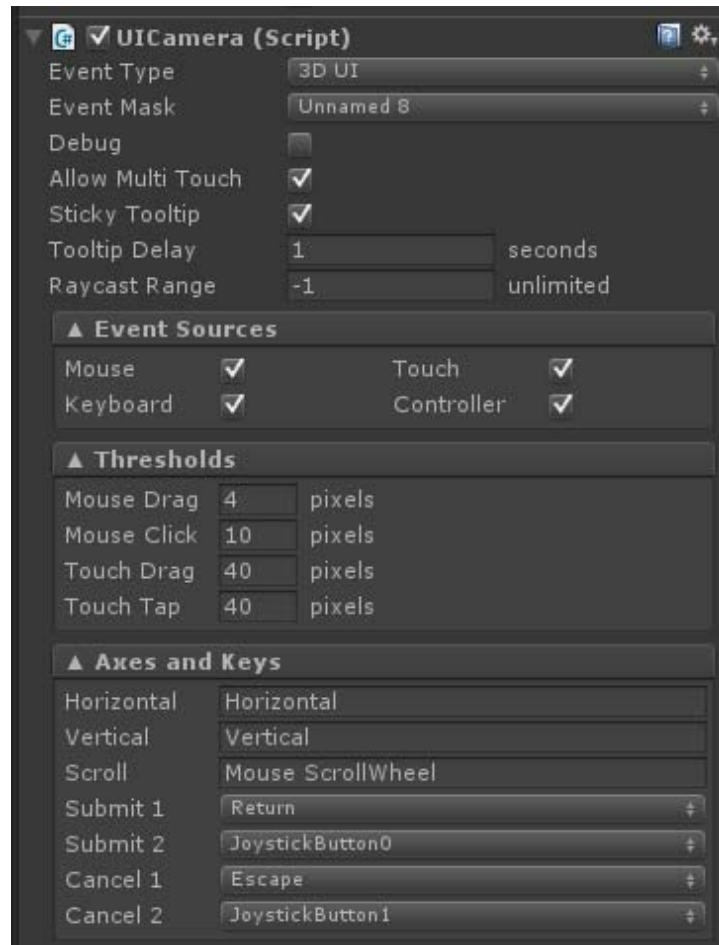 UICamera (Script)
Event Type 3D UI
Event Mask Unnamed 8
Debug
Allow Multi Touch
Sticky Tooltip
Tooltip Delay 1 seconds
Raycast Range -1 unlimited
▲ Event Sources
Mouse Touch
Keyboard Controller
▲ Thresholds
Mouse Drag 4 pixels
Mouse Click 10 pixels
Touch Drag 40 pixels
Touch Tap 40 pixels
▲ Axes and Keys
Horizontal Horizontal
Vertical Vertical
Scroll Mouse ScrollWheel
Submit 1 Return
Submit 2 JoystickButton0
Cancel 1 Escape
Cancel 2 JoystickButton1